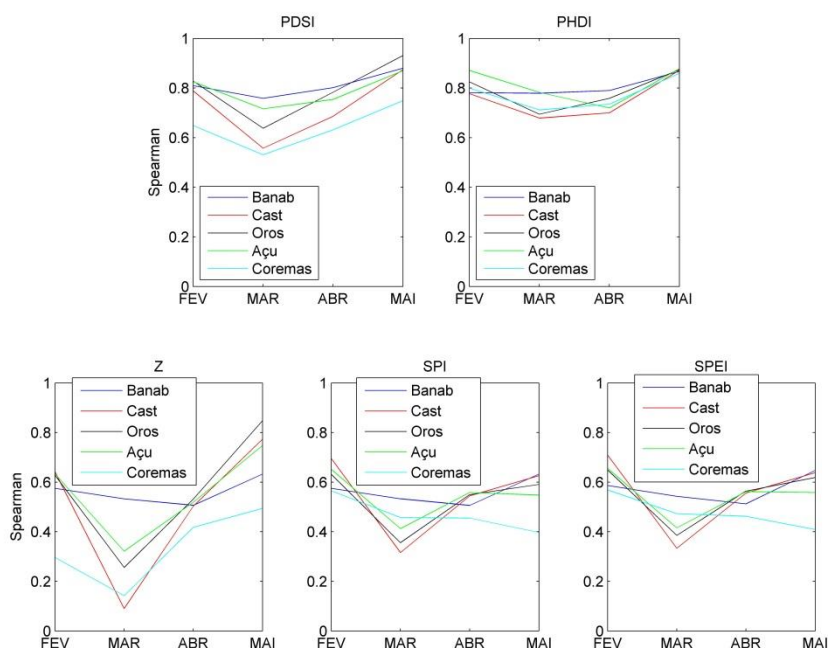 PDSI
1
0.8
0.6
0.4
0.2
0
Spearman
Banab
Cast
Oros
Açu
Coremas
FEV MAR ABR MAI
PHDI
1
0.8
0.6
0.4
0.2
0
Banab
Cast
Oros
Açu
Coremas
FEV MAR ABR MAI
Z
1
0.8
0.6
0.4
0.2
0
Spearman
Banab
Cast
Oros
Açu
Coremas
FEV MAR ABR MAI
SPI
1
0.8
0.6
0.4
0.2
0
Banab
Cast
Oros
Açu
Coremas
FEV MAR ABR MAI
SPEI
1
0.8
0.6
0.4
0.2
0
Banab
Cast
Oros
Açu
Coremas
FEV MAR ABR MAI